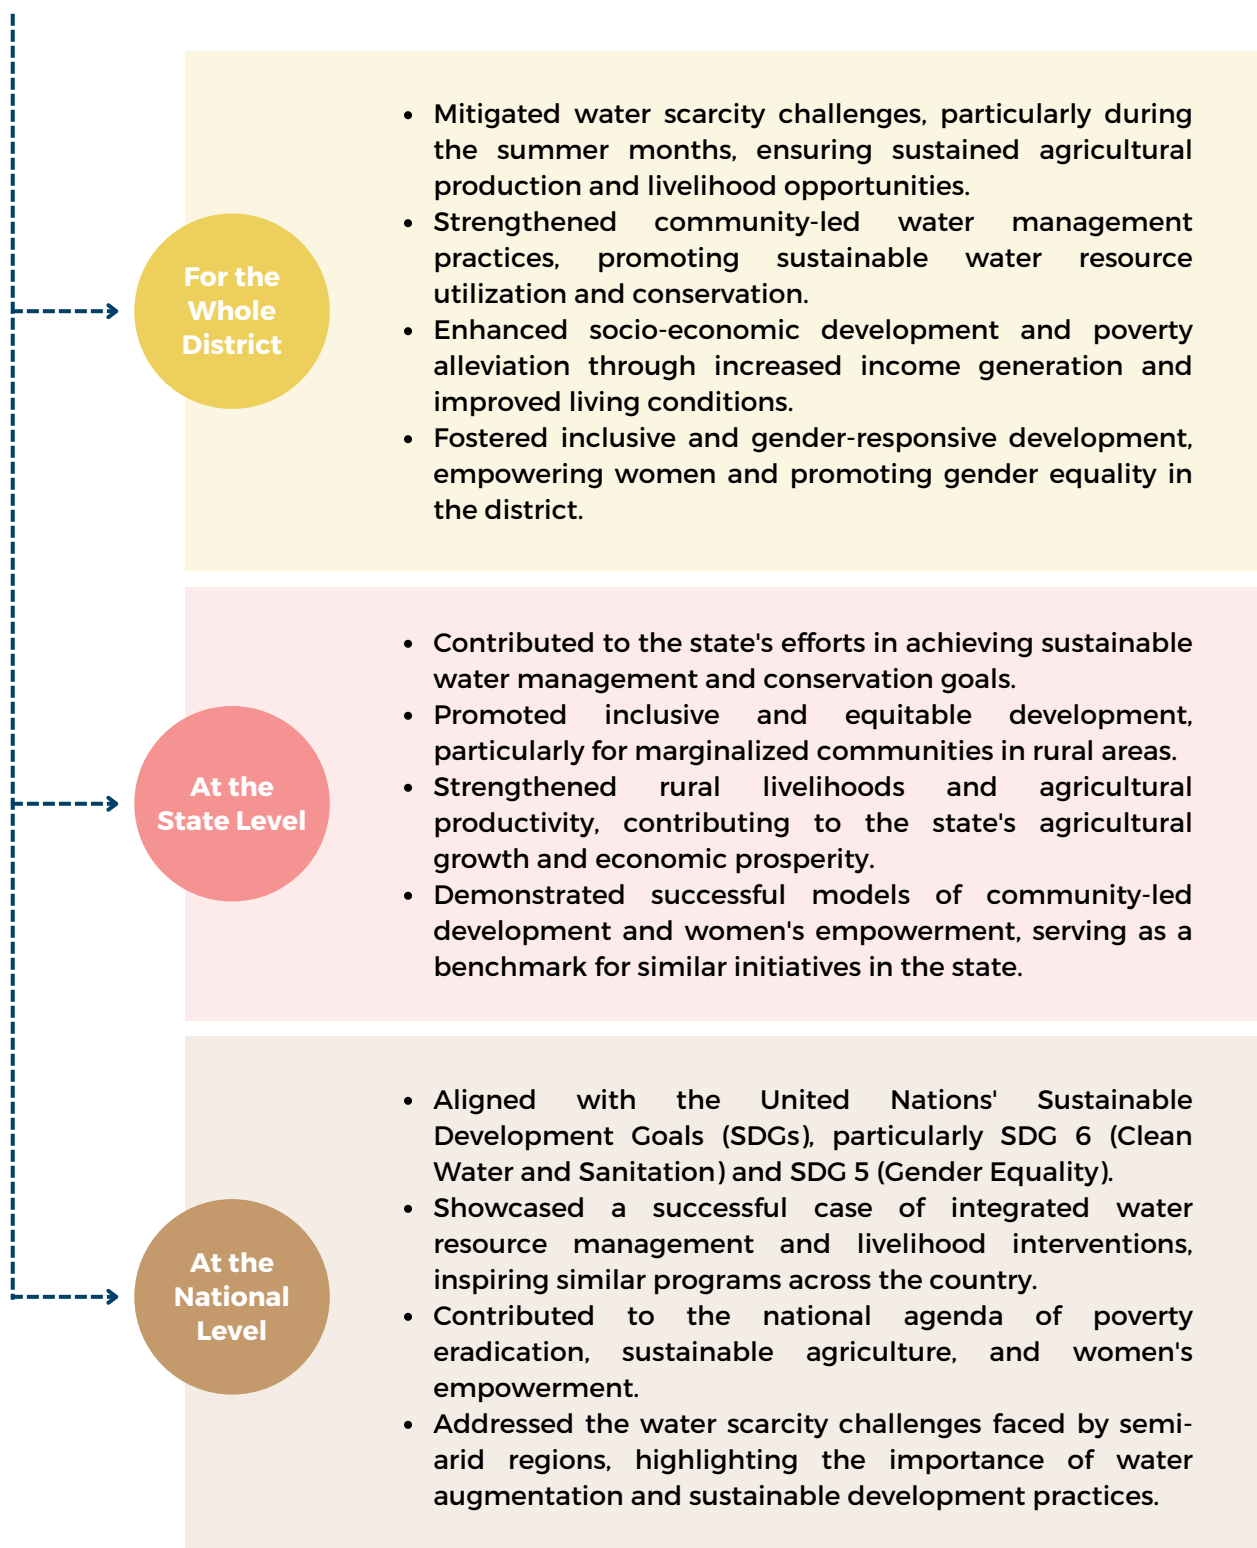 For the
Whole
District
• Mitigated water scarcity challenges, particularly during
the summer months, ensuring sustained agricultural
production and livelihood opportunities.
• Strengthened community-led water management
practices, promoting sustainable water resource
utilization and conservation.
• Enhanced socio-economic development and poverty
alleviation through increased income generation and
improved living conditions.
• Fostered inclusive and gender-responsive development,
empowering women and promoting gender equality in
the district.
At the
State Level
• Contributed to the state's efforts in achieving sustainable
water management and conservation goals.
• Promoted inclusive and equitable development,
particularly for marginalized communities in rural areas.
• Strengthened rural livelihoods and agricultural
productivity, contributing to the state's agricultural
growth and economic prosperity.
• Demonstrated successful models of community-led
development and women's empowerment, serving as a
benchmark for similar initiatives in the state.
At the
National
Level
• Aligned with the United Nations' Sustainable
Development Goals (SDGs), particularly SDG 6 (Clean
Water and Sanitation) and SDG 5 (Gender Equality).
• Showcased a successful case of integrated water
resource management and livelihood interventions,
inspiring similar programs across the country.
• Contributed to the national agenda of poverty
eradication, sustainable agriculture, and women's
empowerment.
• Addressed the water scarcity challenges faced by semi-
arid regions, highlighting the importance of water
augmentation and sustainable development practices.